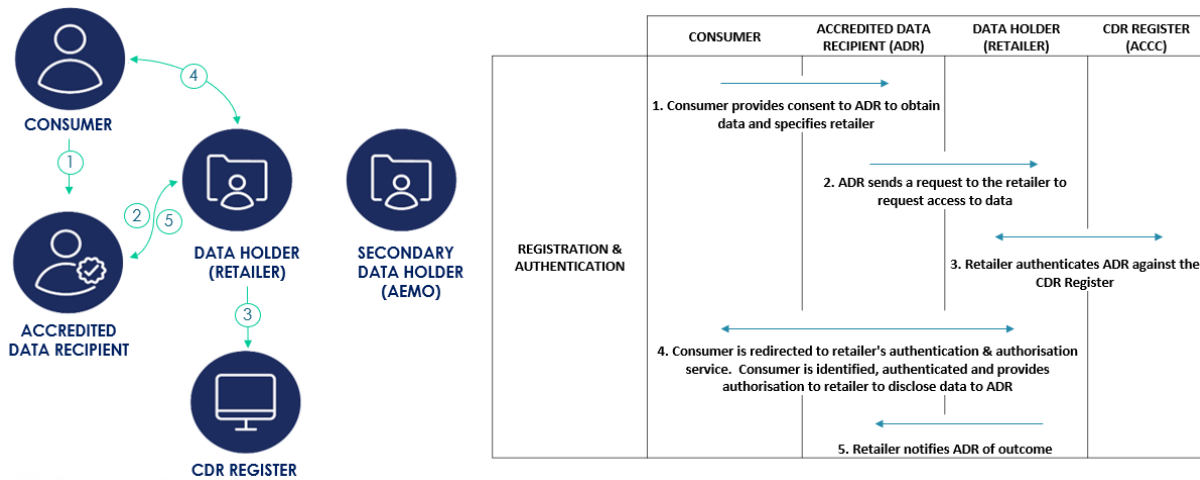 4
CONSUMER
1
2
5
DATA HOLDER
(RETAILER)
SECONDARY
DATA HOLDER
(AEMO)
3
ACCREDITED
DATA RECIPIENT
CDR REGISTER
CONSUMER
ACCREDITED DATA
RECIPIENT (ADR)
DATA HOLDER
(RETAILER)
CDR REGISTER
(ACCC)
REGISTRATION &
AUTHENTICATION
1. Consumer provides consent to ADR to obtain
data and specifies retailer
2. ADR sends a request to the retailer to
request access to data
3. Retailer authenticates ADR against the
CDR Register
4. Consumer is redirected to retailer's authentication & authorisation
service. Consumer is identified, authenticated and provides
authorisation to retailer to disclose data to ADR
5. Retailer notifies ADR of outcome